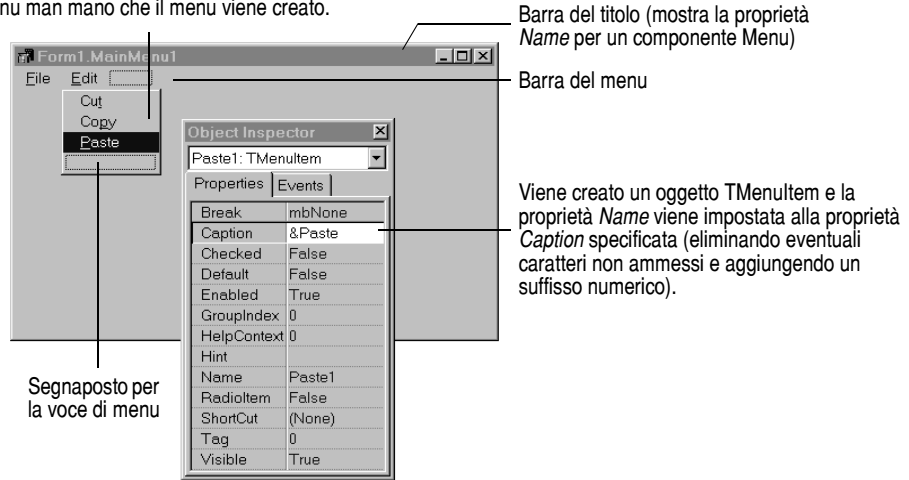 nu man mano che il menu viene creato.
Barra del titolo (mostra la proprietà
Name per un componente Menu)
Form1.MainMenu1
File Edit
Barra del menu
Cut
Copy
Paste
Object Inspector
Paste1: TMenuItem
Properties Events
Break mbNone
Caption &Paste
Checked False
Default False
Enabled True
GroupIndex 0
HelpContext 0
Hint
Name Paste1
RadioItem False
ShortCut (None)
Tag 0
Visible True
Viene creato un oggetto TMenuItem e la
proprietà Name viene impostata alla proprietà
Caption specificata (eliminando eventuali
caratteri non ammessi e aggiungendo un
suffisso numerico).
Segnaposto per
la voce di menu